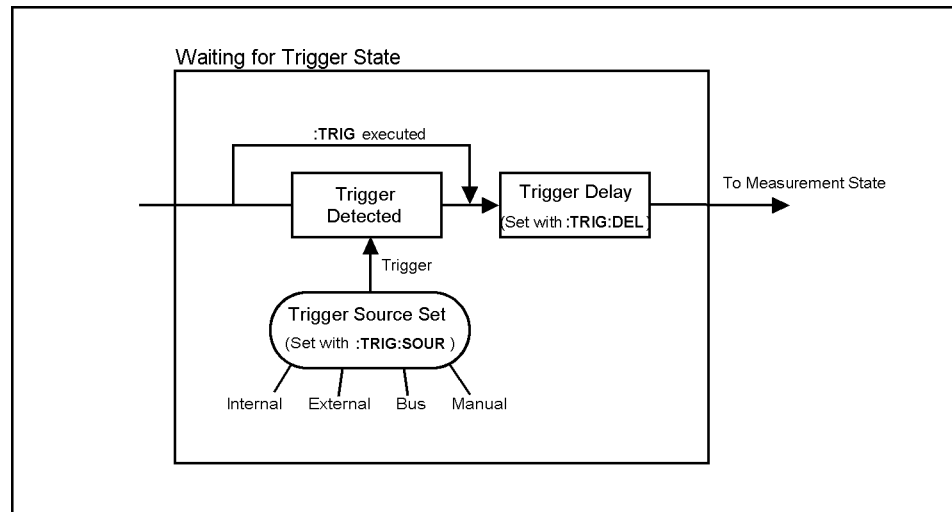 Waiting for Trigger State
:TRIG executed
Trigger
Detected
Trigger Delay
(Set with :TRIG:DEL)
To Measurement State
Trigger
Trigger Source Set
(Set with :TRIG:SOUR )
Internal External Bus Manual